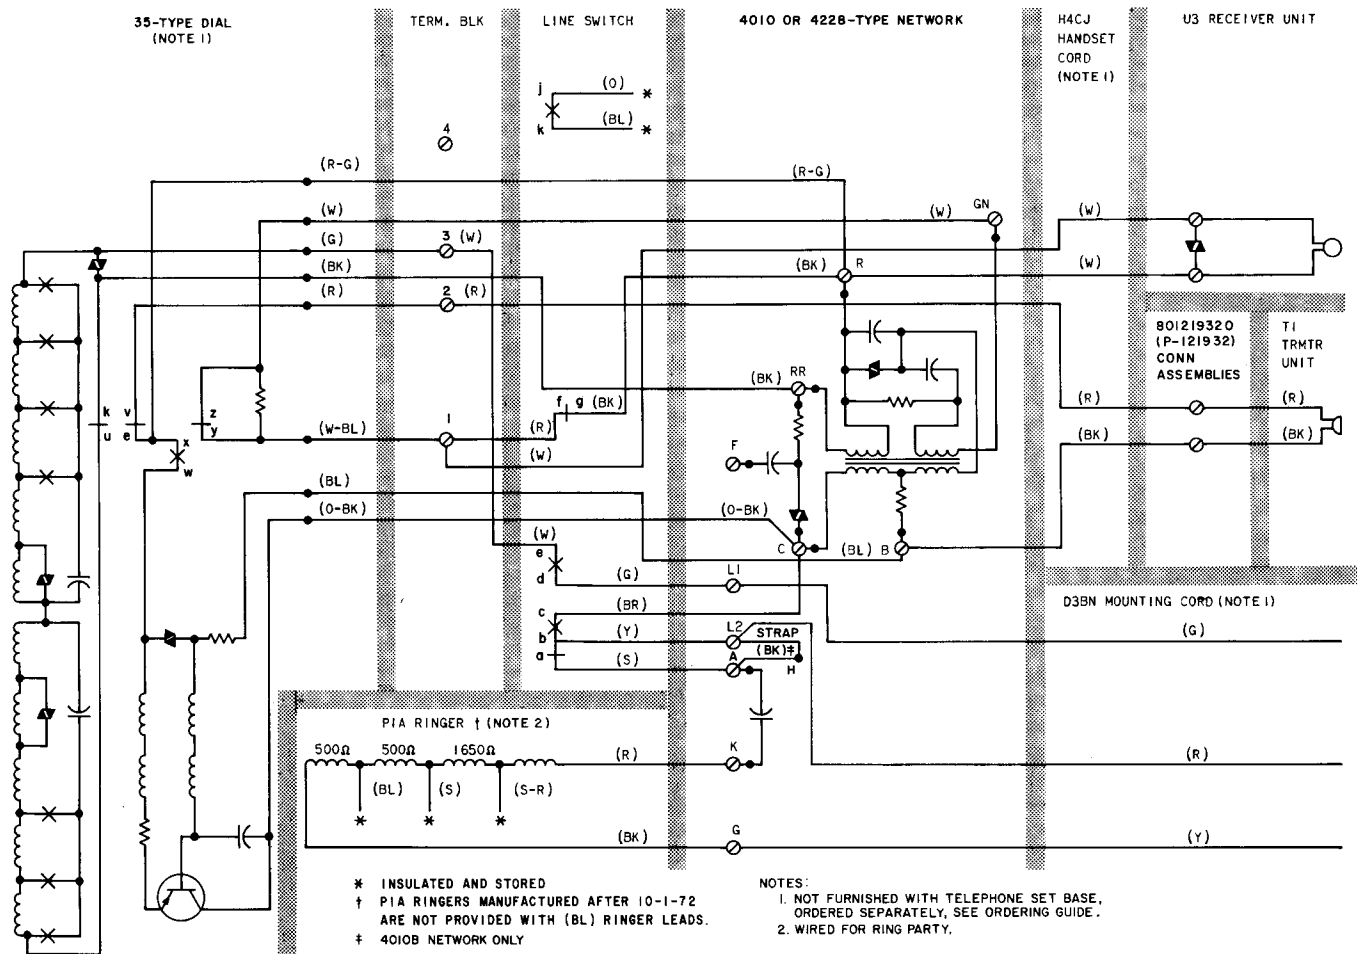 35-TYPE DIAL
(NOTE 1)
TERM. BLK
LINE SWITCH
4010 OR 4228-TYPE NETWORK
H4CJ
HANDSET
CORD
(NOTE 1)
U3 RECEIVER UNIT
j
(O)
*
k
(BL)
*
4
(R-G)
(R-G)
(W)
(W)
GN
(W)
(G)
3
(W)
(BK)
(BK)
R
(W)
(R)
2
(R)
801219320
(P-121932)
CONN
ASSEMBLIES
T1
TRMTR
UNIT
(BK)
RR
f
g
(BK)
(R)
(R)
k
u
v
e
z
y
(W-BL)
1
(R)
(BK)
(BK)
x
w
(W)
F
(BL)
(O-BK)
(O-BK)
(W)
e
C
(BL)
B
d
(G)
L1
D3BN MOUNTING CORD (NOTE 1)
c
(BR)
b
(Y)
L2
STRAP
(G)
a
(S)
A
(BK)‡
H
P1A RINGER † (NOTE 2)
500Ω
500Ω
1650Ω
(R)
K
(R)
(BL)
(S)
(S-R)
*
*
*
(BK)
G
(Y)
* INSULATED AND STORED
† P1A RINGERS MANUFACTURED AFTER 10-1-72
ARE NOT PROVIDED WITH (BL) RINGER LEADS.
‡ 4010B NETWORK ONLY
NOTES:
1. NOT FURNISHED WITH TELEPHONE SET BASE,
ORDERED SEPARATELY, SEE ORDERING GUIDE.
2. WIRED FOR RING PARTY.